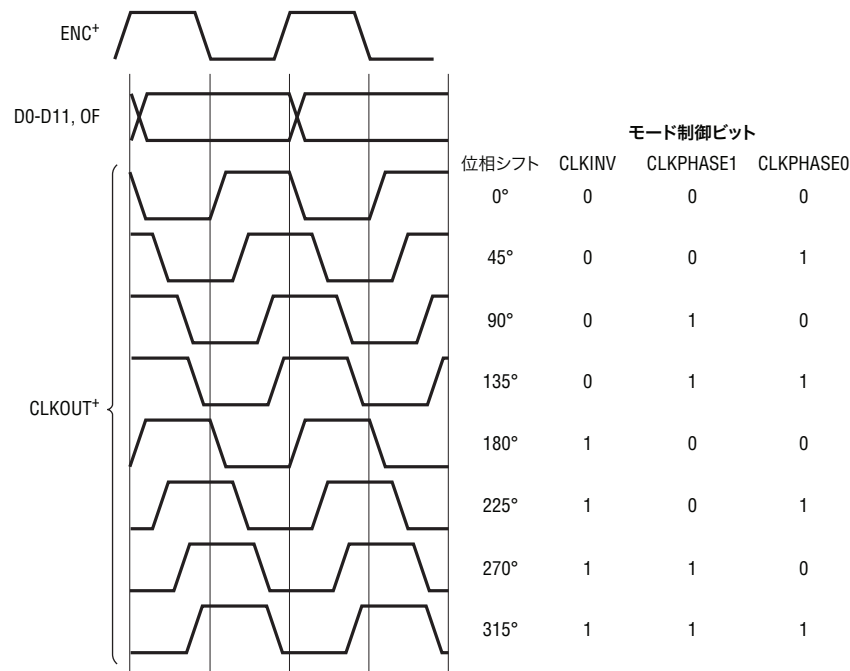 ENC+
D0-D11, OF
モード制御ビット
位相シフト CLKINV CLKPHASE1 CLKPHASE0
0° 0 0 0
45° 0 0 1
90° 0 1 0
135° 0 1 1
CLKOUT+
180° 1 0 0
225° 1 0 1
270° 1 1 0
315° 1 1 1